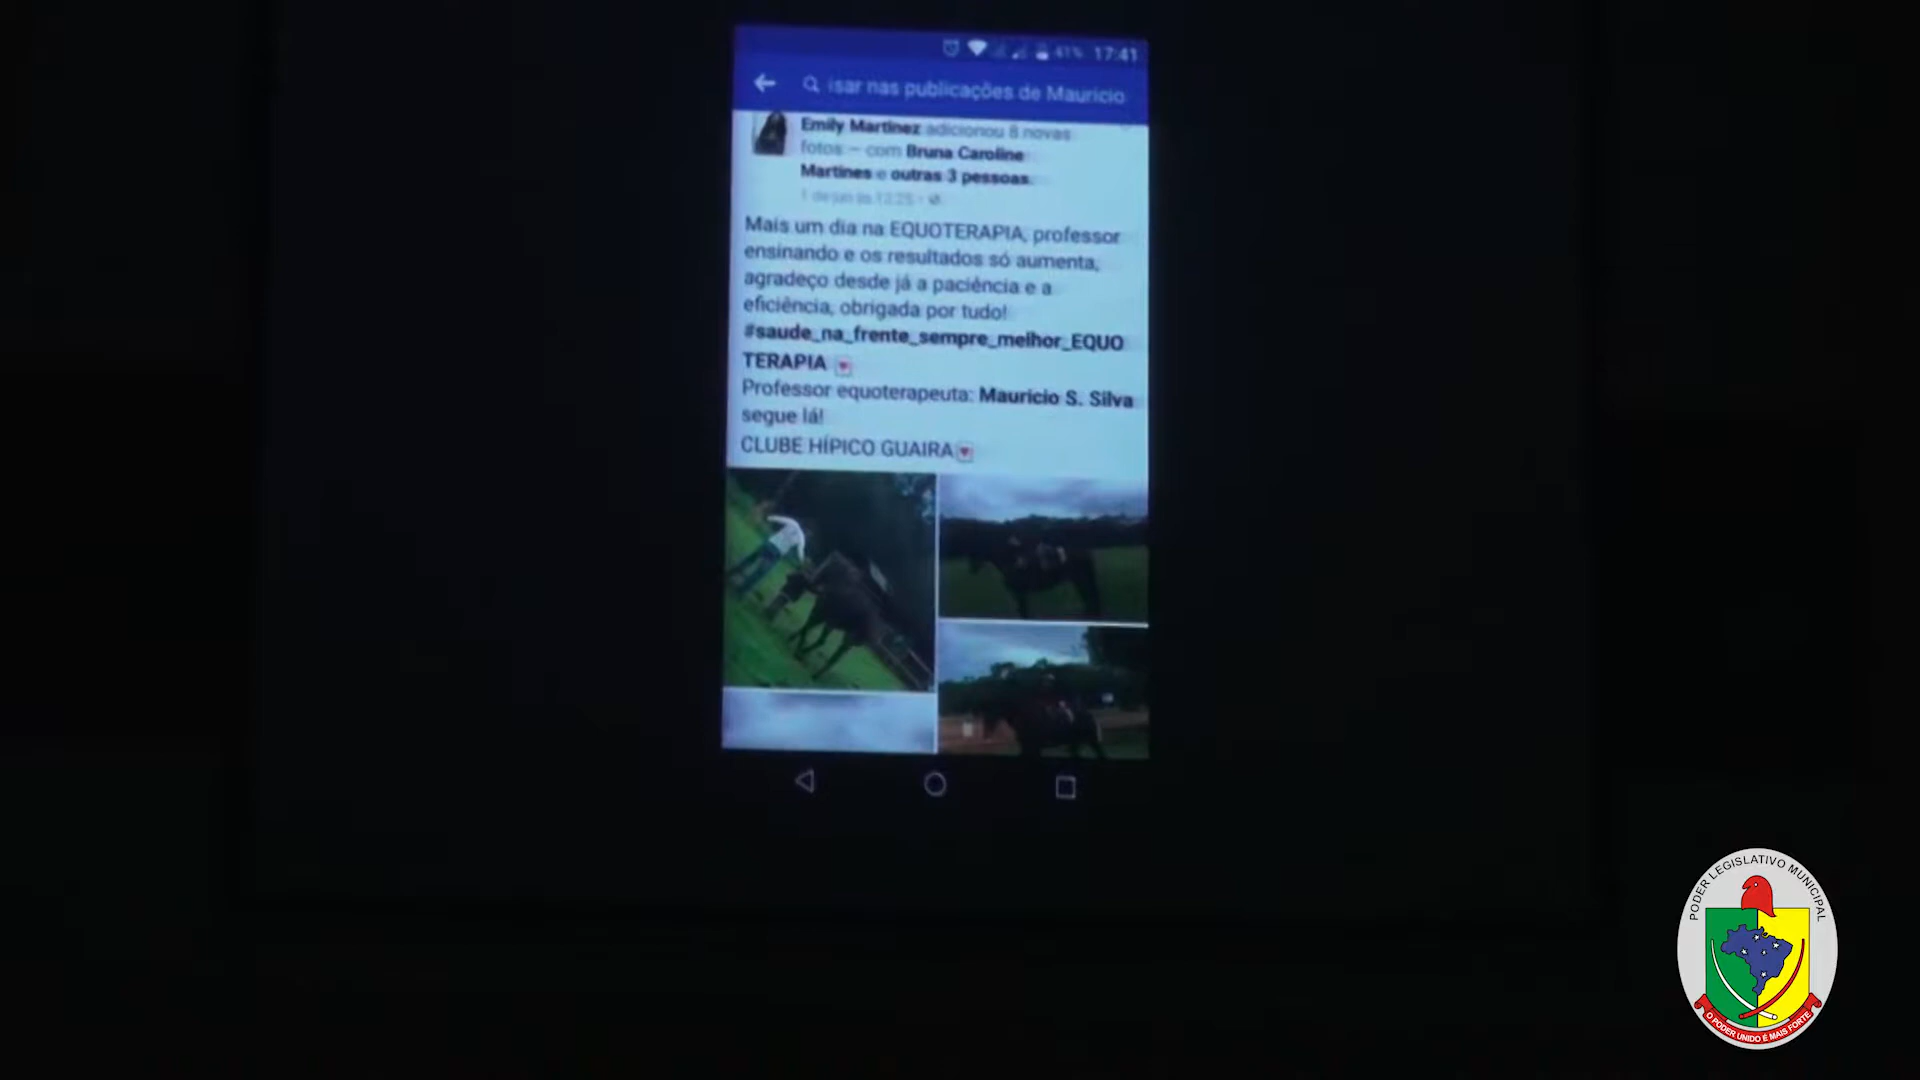 41% 17:41
isar nas publicações de Mauricio
Emily Martinez adicionou 8 novas
fotos — com Bruna Caroline
Martines e outras 3 pessoas.
Mais um dia na EQUOTERAPIA, professor
ensinando e os resultados só aumenta,
agradeço desde já a paciência e a
eficiência, obrigada por tudo!
#saude_na_frente_sempre_melhor_EQUO
TERAPIA
Professor equoterapeuta: Mauricio S. Silva
segue lá!
CLUBE HÍPICO GUAIRA
PODER LEGISLATIVO MUNICIPAL
O PODER UNIDO É MAIS FORTE